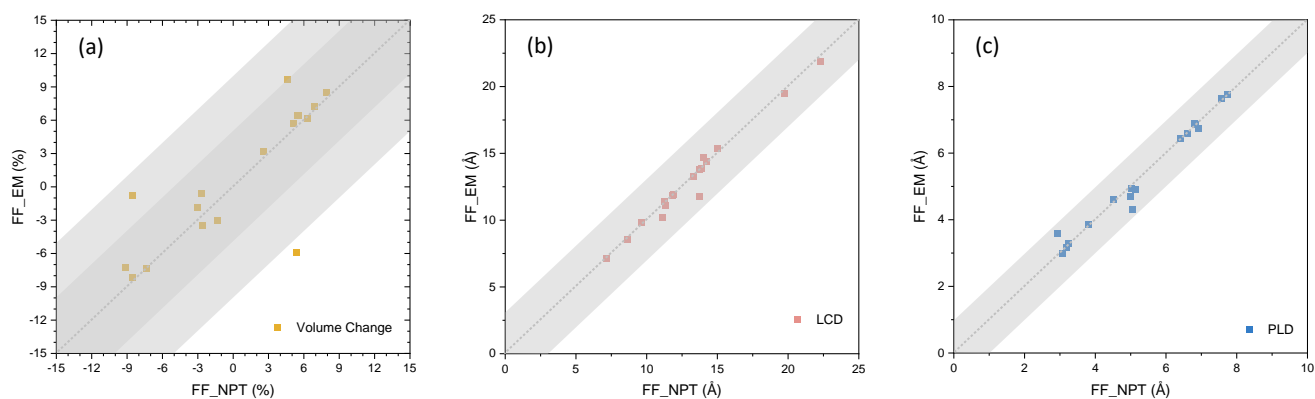 (a)
15
12
9
6
3
0
-3
-6
-9
-12
-15
FF_EM (%)
-15 -12 -9 -6 -3 0 3 6 9 12 15
FF_NPT (%)
Volume Change
(b)
25
20
15
10
5
0
FF_EM (Å)
0 5 10 15 20 25
FF_NPT (Å)
LCD
(c)
10
8
6
4
2
0
FF_EM (Å)
0 2 4 6 8 10
FF_NPT (Å)
PLD